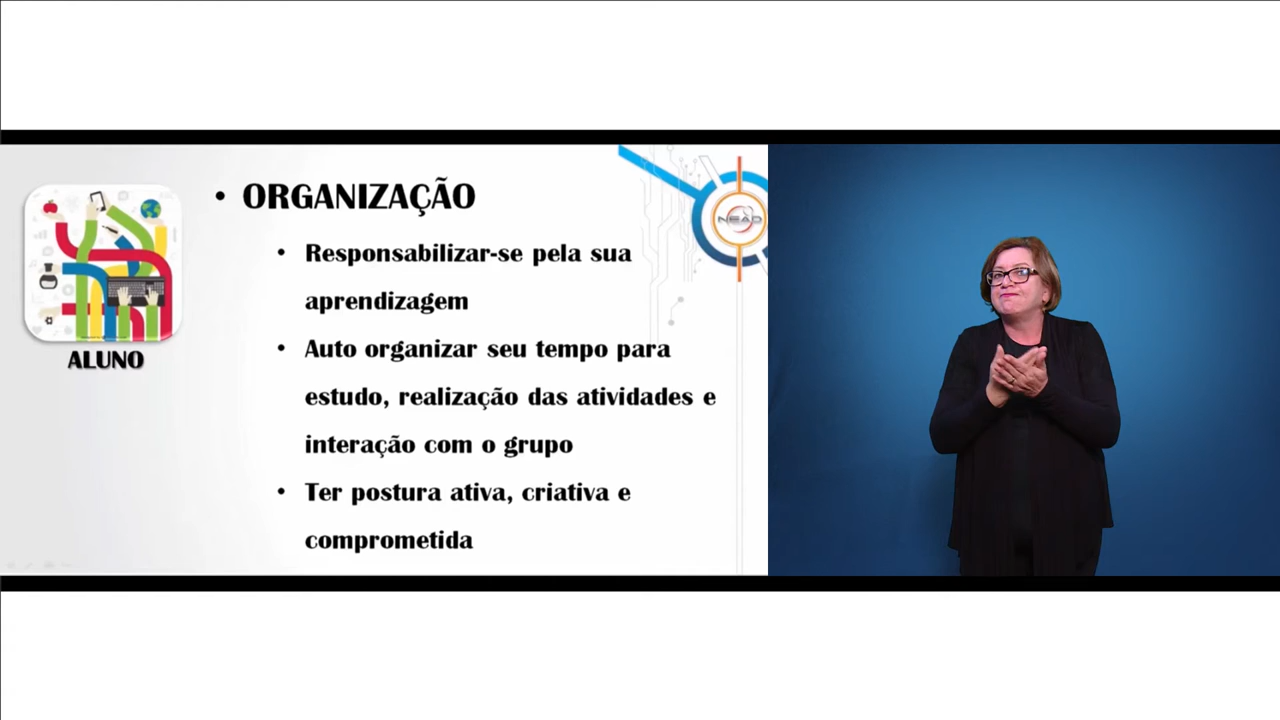 • ORGANIZAÇÃO
• Responsabilizar-se pela sua
aprendizagem
• Auto organizar seu tempo para
estudo, realização das atividades e
interação com o grupo
• Ter postura ativa, criativa e
comprometida
ALUNO
NEAD